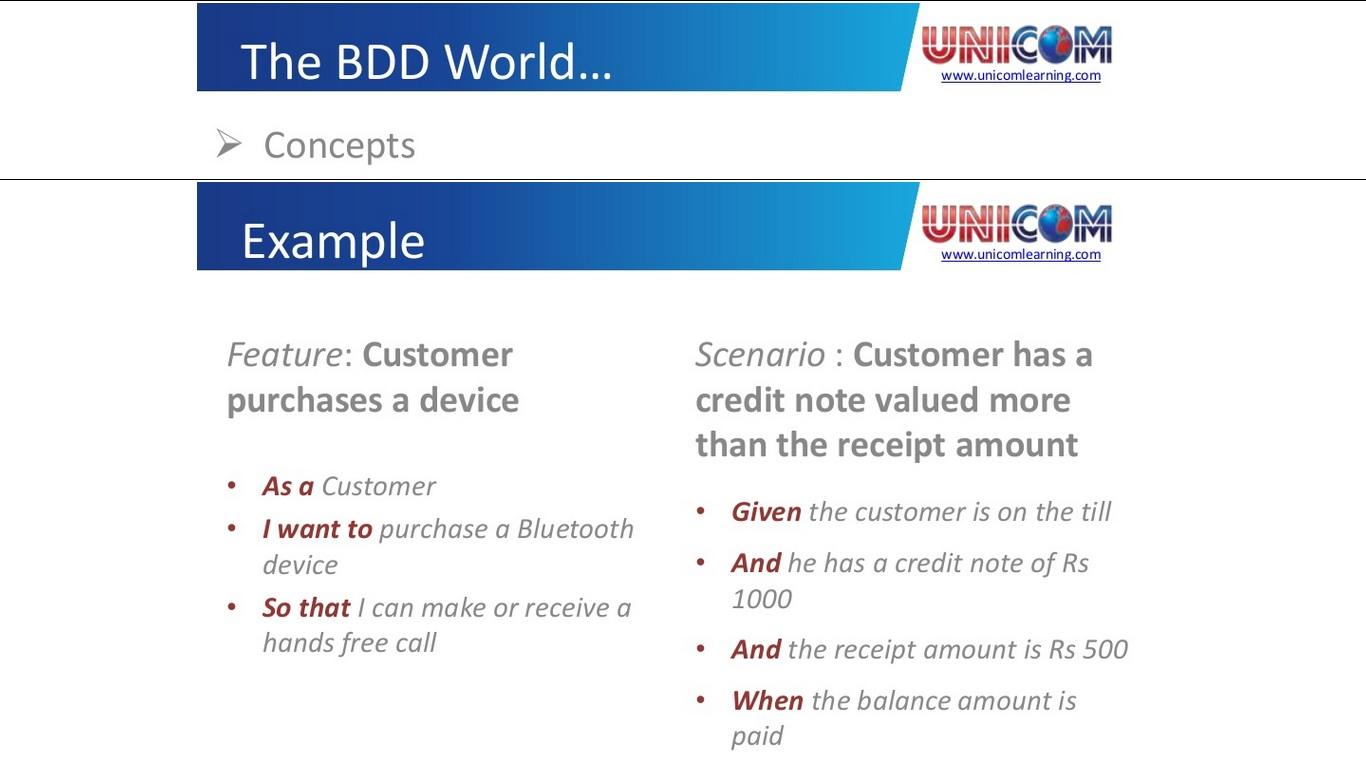 The BDD World...
UNICOM
www.unicomlearning.com
➢ Concepts
Example
UNICOM
www.unicomlearning.com
Feature: Customer
purchases a device
• As a Customer
• I want to purchase a Bluetooth
device
• So that I can make or receive a
hands free call
Scenario : Customer has a
credit note valued more
than the receipt amount
• Given the customer is on the till
• And he has a credit note of Rs
1000
• And the receipt amount is Rs 500
• When the balance amount is
paid